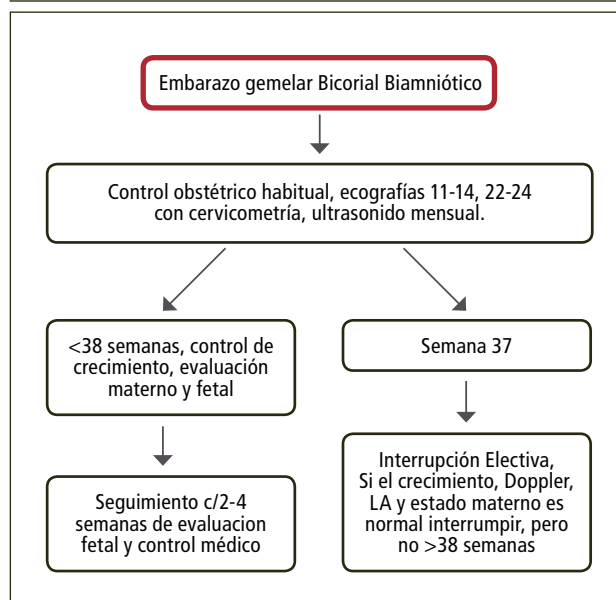 Embarazo gemelar Bicorial Biamniótico
Control obstétrico habitual, ecografías 11-14, 22-24
con cervicometría, ultrasonido mensual.
<38 semanas, control de
crecimiento, evaluación
materno y fetal
Semana 37
Seguimiento c/2-4
semanas de evaluacion
fetal y control médico
Interrupción Electiva,
Si el crecimiento, Doppler,
LA y estado materno es
normal interrumpir, pero
no >38 semanas